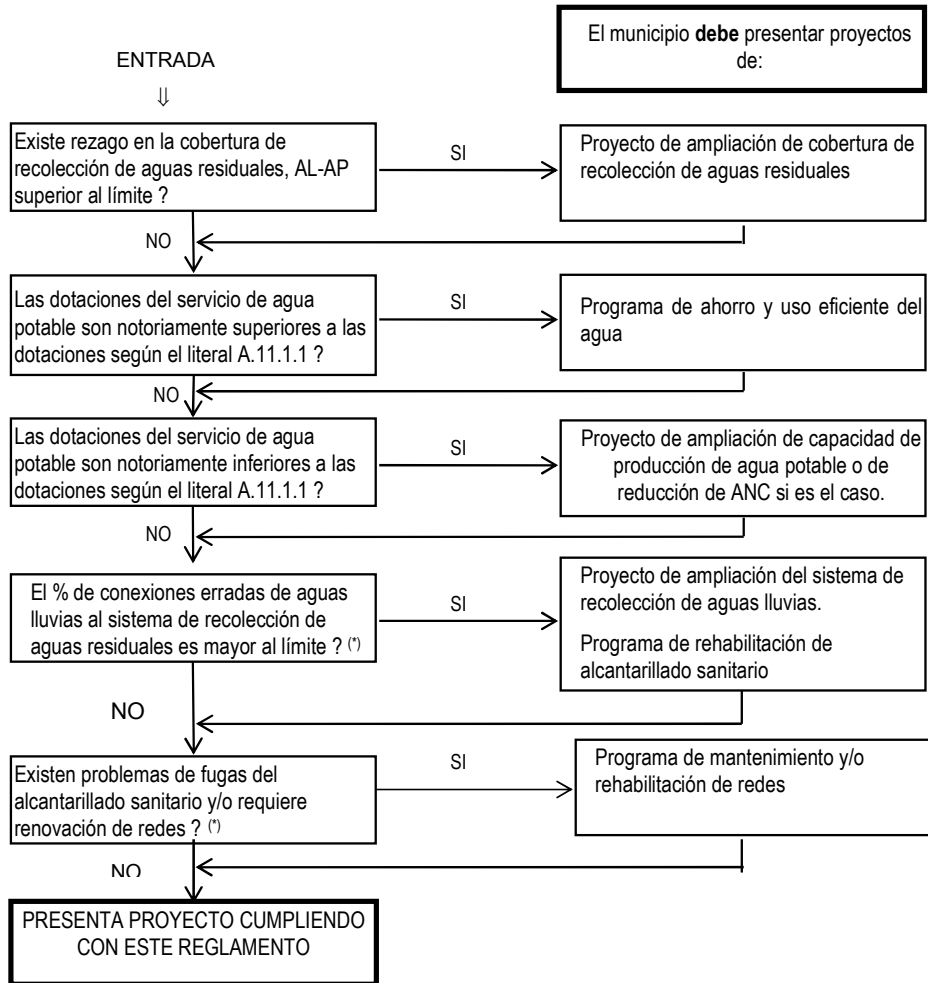 El municipio debe presentar proyectos
de:
ENTRADA
⇓
Existe rezago en la cobertura de
recolección de aguas residuales, AL-AP
superior al límite ?
SI
Proyecto de ampliación de cobertura de
recolección de aguas residuales
NO
Las dotaciones del servicio de agua
potable son notoriamente superiores a las
dotaciones según el literal A.11.1.1 ?
SI
Programa de ahorro y uso eficiente del
agua
NO
Las dotaciones del servicio de agua
potable son notoriamente inferiores a las
dotaciones según el literal A.11.1.1 ?
SI
Proyecto de ampliación de capacidad de
producción de agua potable o de
reducción de ANC si es el caso.
NO
El % de conexiones erradas de aguas
lluvias al sistema de recolección de
aguas residuales es mayor al límite ? (*)
SI
Proyecto de ampliación del sistema de
recolección de aguas lluvias.
Programa de rehabilitación de
alcantarillado sanitario
NO
Existen problemas de fugas del
alcantarillado sanitario y/o requiere
renovación de redes ? (*)
SI
Programa de mantenimiento y/o
rehabilitación de redes
NO
PRESENTA PROYECTO CUMPLIENDO
CON ESTE REGLAMENTO